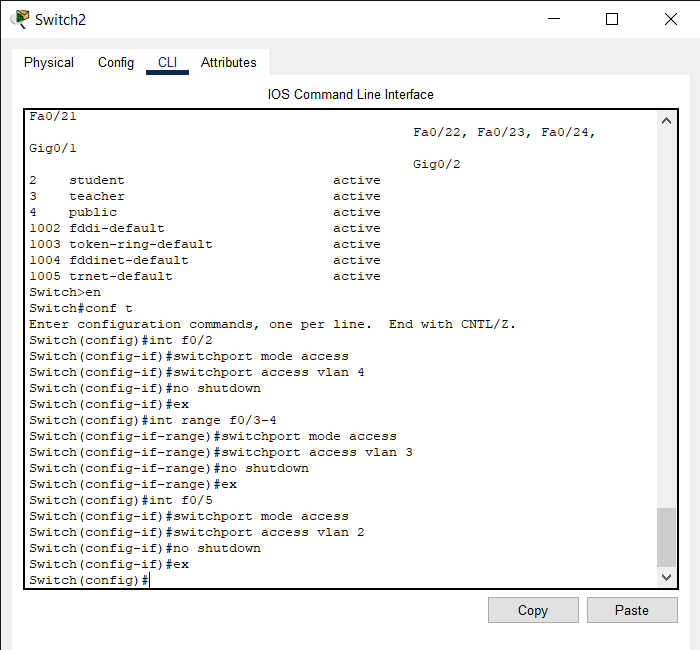 Switch2
Physical Config CLI Attributes
IOS Command Line Interface
Fa0/21
Fa0/22, Fa0/23, Fa0/24,
Gig0/1
Gig0/2
2 student active
3 teacher active
4 public active
1002 fddi-default active
1003 token-ring-default active
1004 fddinet-default active
1005 trnet-default active
Switch>en
Switch#conf t
Enter configuration commands, one per line. End with CNTL/Z.
Switch(config)#int f0/2
Switch(config-if)#switchport mode access
Switch(config-if)#switchport access vlan 4
Switch(config-if)#no shutdown
Switch(config-if)#ex
Switch(config)#int range f0/3-4
Switch(config-if-range)#switchport mode access
Switch(config-if-range)#switchport access vlan 3
Switch(config-if-range)#no shutdown
Switch(config-if-range)#ex
Switch(config)#int f0/5
Switch(config-if)#switchport mode access
Switch(config-if)#switchport access vlan 2
Switch(config-if)#no shutdown
Switch(config-if)#ex
Switch(config)#
Copy Paste